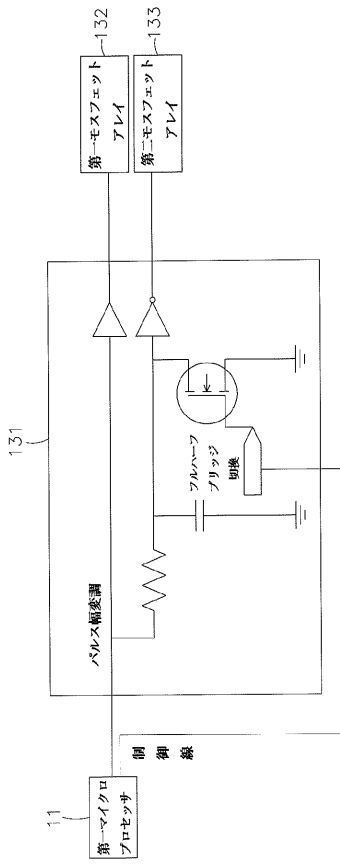 132
第一モスフェット
アレイ
133
第二モスフェット
アレイ
131
フルハーフ
ブリッジ
切換
パルス幅変調
制
御
線
11
第一マイクロ
プロセッサ